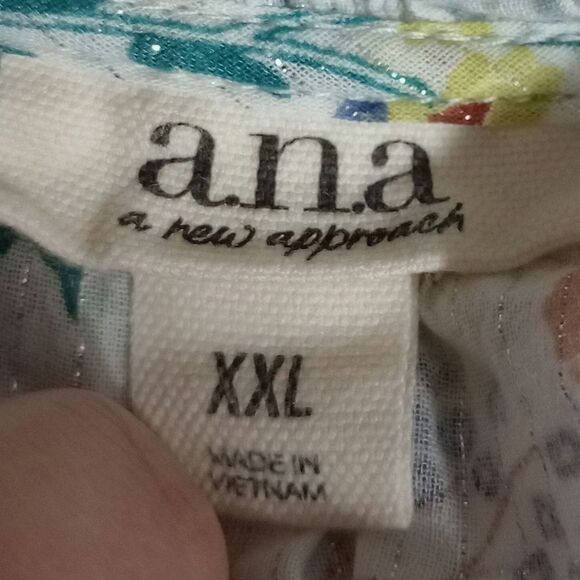 a.n.a
a new approach
XXL
MADE IN
VIETNAM